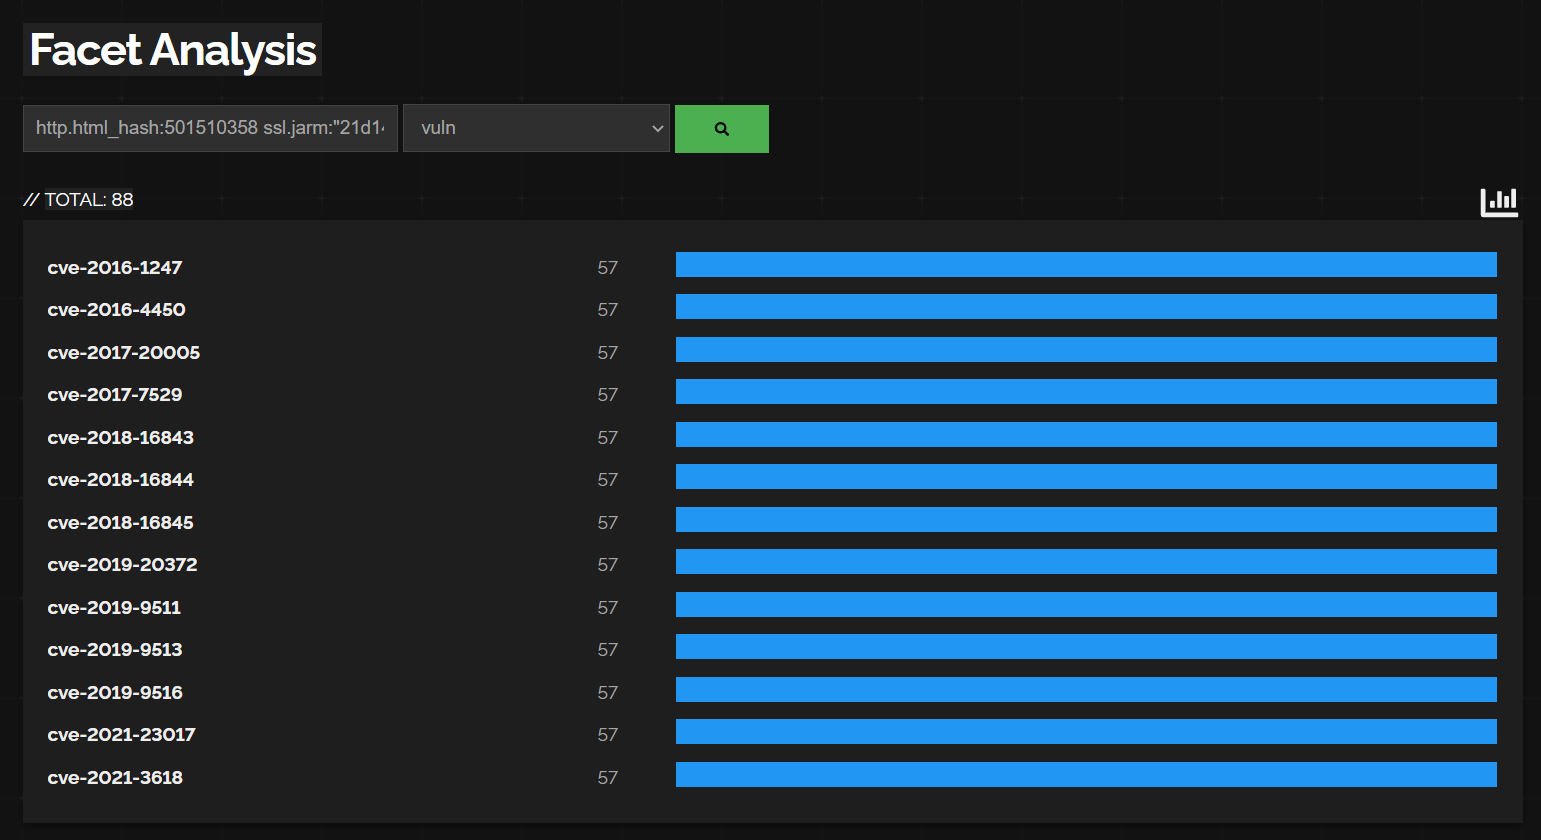 Facet Analysis
http.html_hash:501510358 ssl.jarm:"21d14
vuln
// TOTAL: 88
cve-2016-1247 57
cve-2016-4450 57
cve-2017-20005 57
cve-2017-7529 57
cve-2018-16843 57
cve-2018-16844 57
cve-2018-16845 57
cve-2019-20372 57
cve-2019-9511 57
cve-2019-9513 57
cve-2019-9516 57
cve-2021-23017 57
cve-2021-3618 57